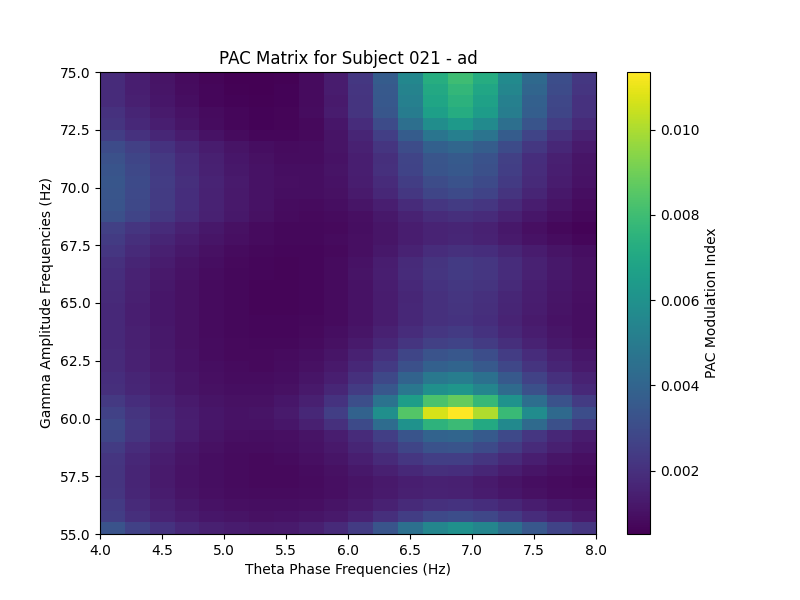 PAC Matrix for Subject 021 - ad
75.0
72.5
70.0
67.5
65.0
62.5
60.0
57.5
55.0
Gamma Amplitude Frequencies (Hz)
4.0 4.5 5.0 5.5 6.0 6.5 7.0 7.5 8.0
Theta Phase Frequencies (Hz)
0.010
0.008
0.006
0.004
0.002
PAC Modulation Index